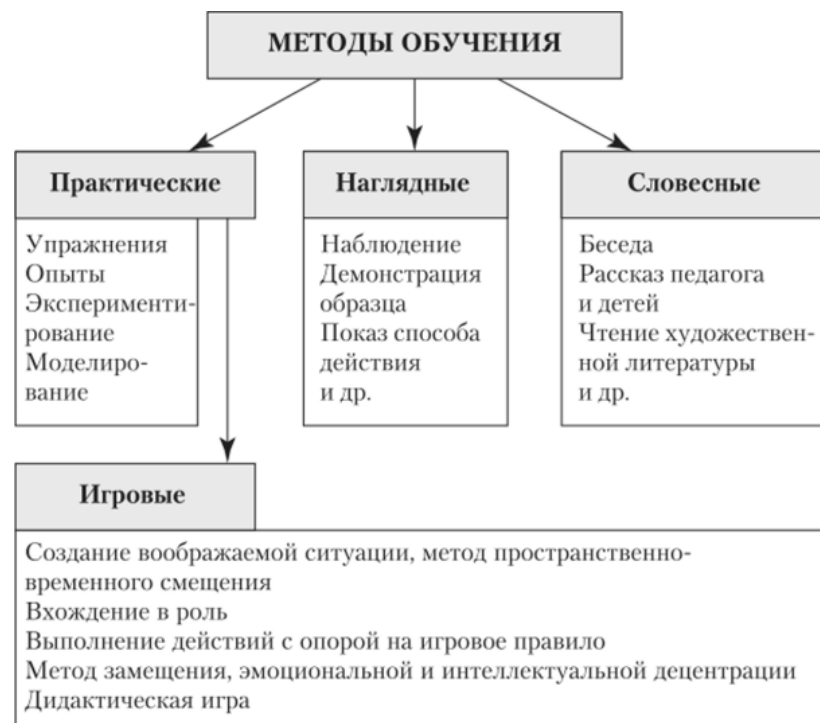 МЕТОДЫ ОБУЧЕНИЯ
Практические
Упражнения
Опыты
Эксперименти-
рование
Моделиро-
вание
Наглядные
Наблюдение
Демонстрация
образца
Показ способа
действия
и др.
Словесные
Беседа
Рассказ педагога
и детей
Чтение художествен-
ной литературы
и др.
Игровые
Создание воображаемой ситуации, метод пространственно-
временного смещения
Вхождение в роль
Выполнение действий с опорой на игровое правило
Метод замещения, эмоциональной и интеллектуальной децентрации
Дидактическая игра